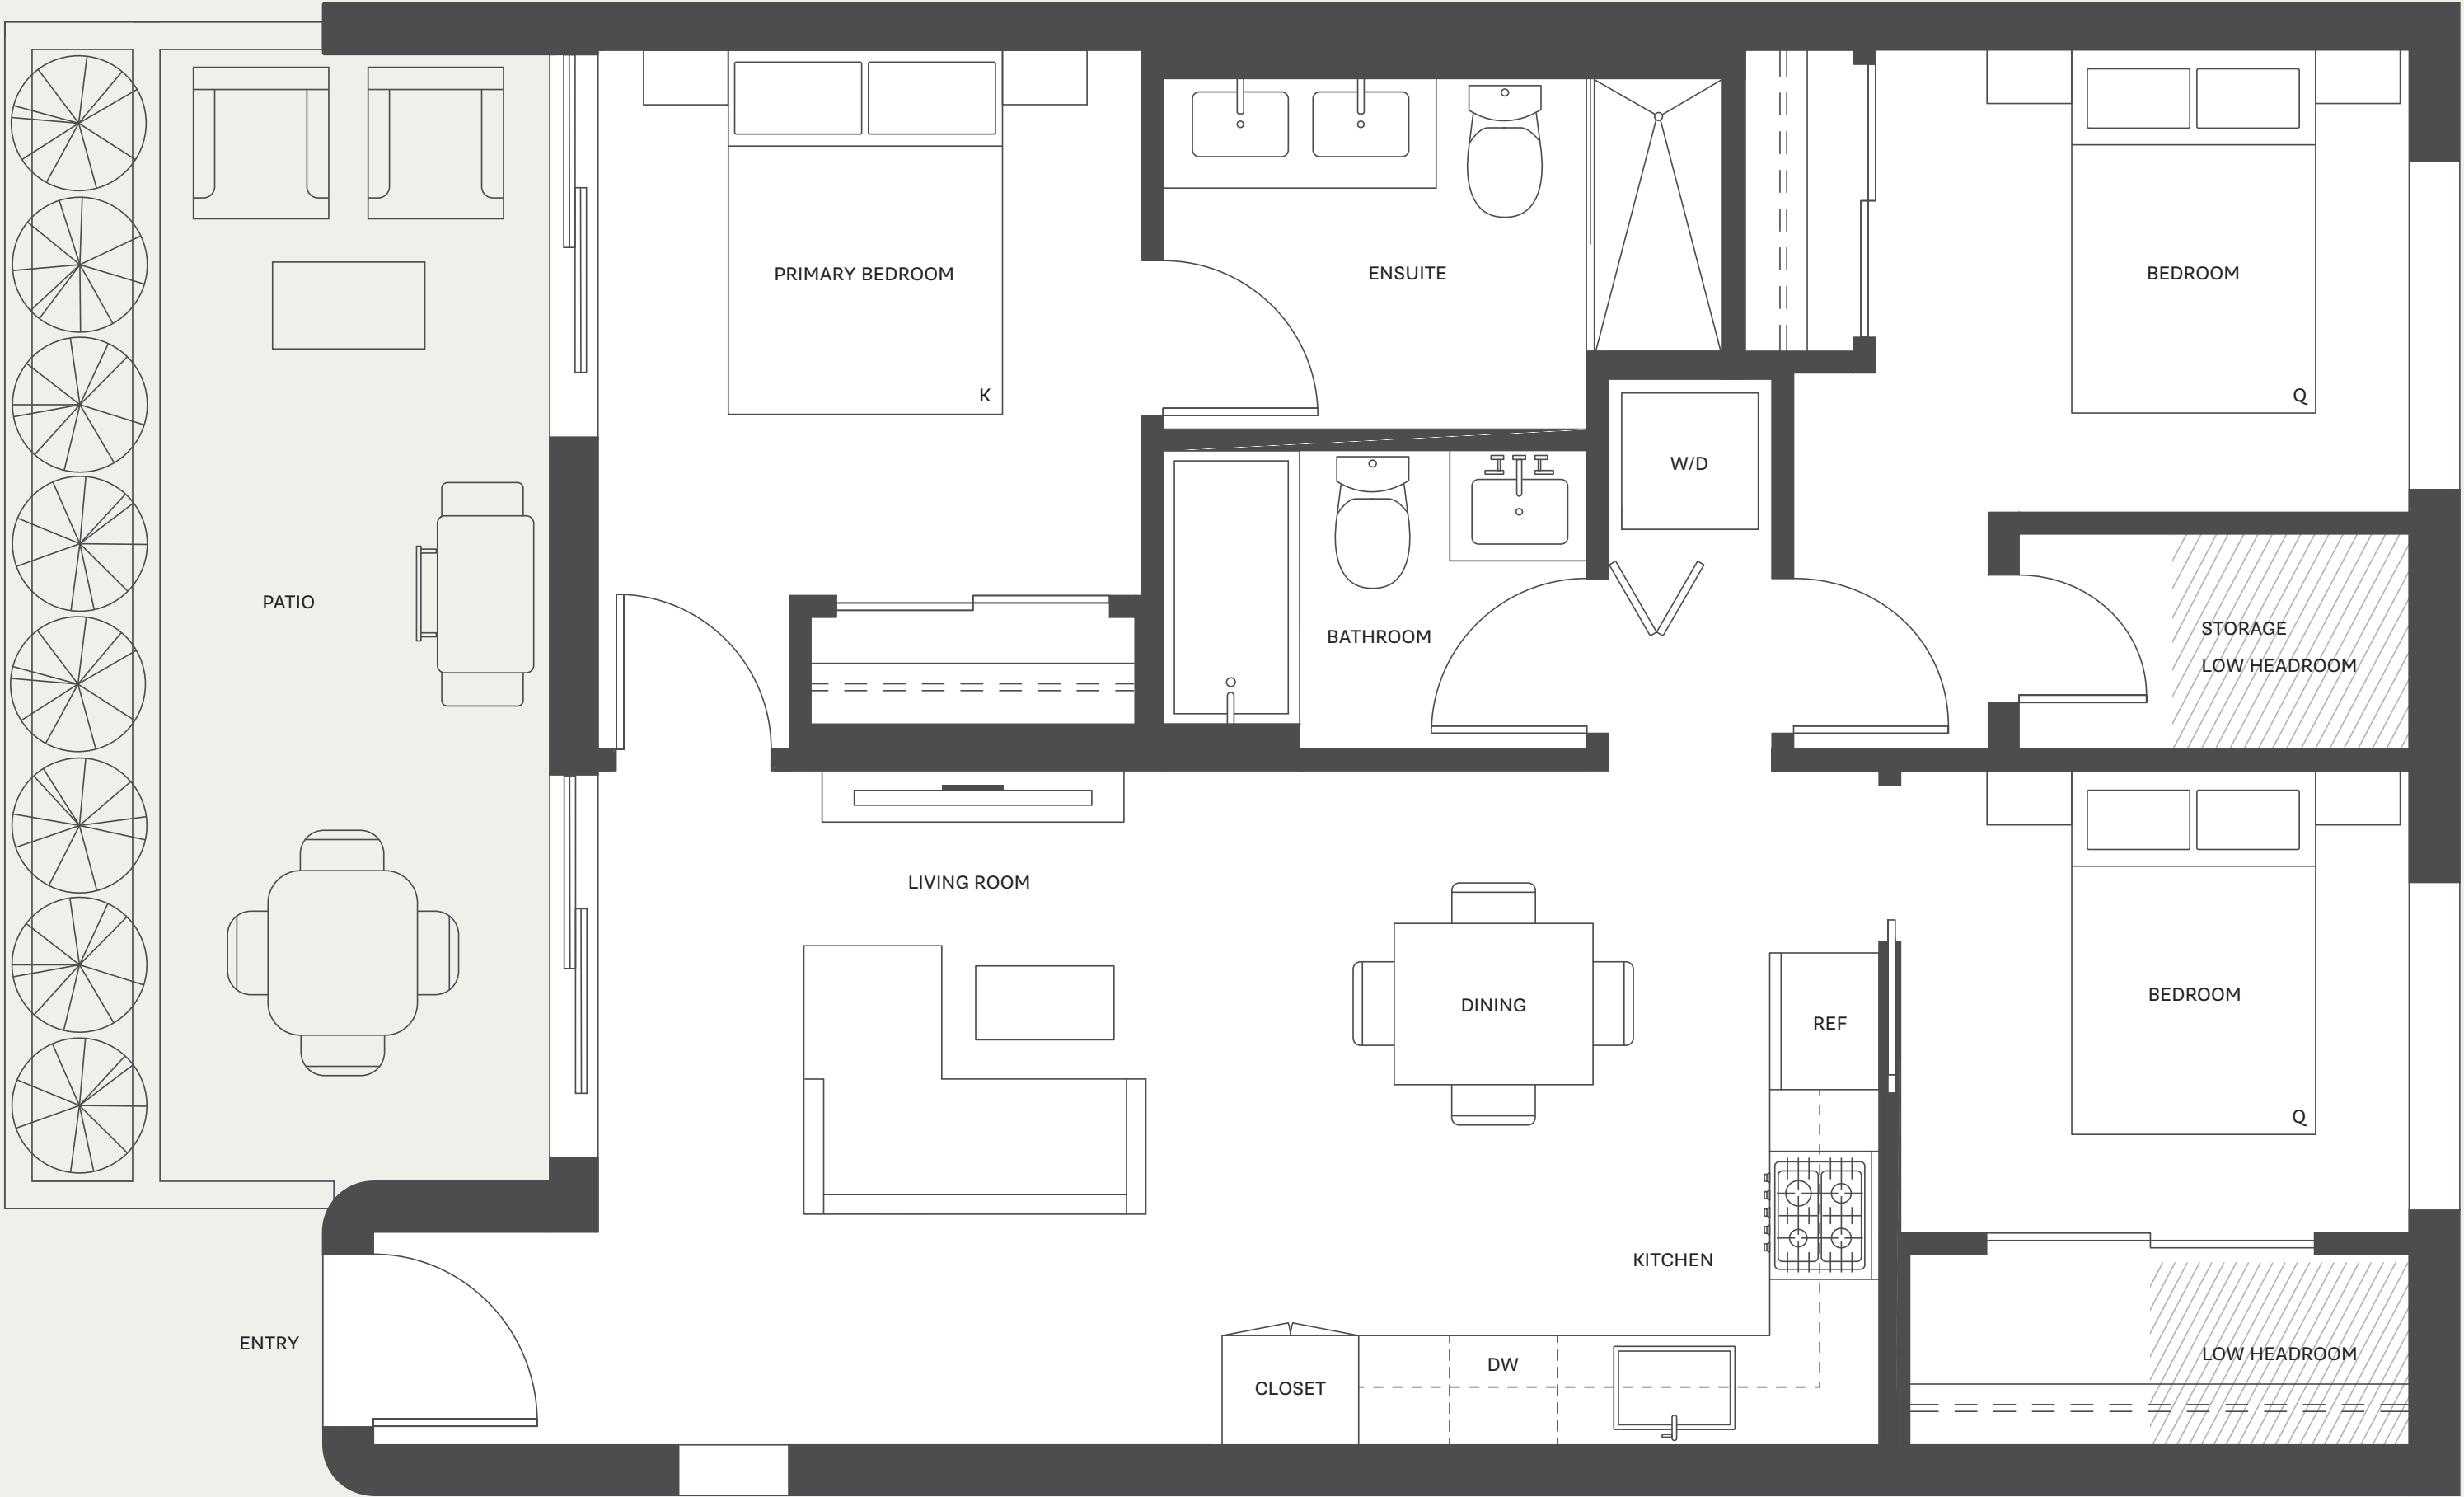 PRIMARY BEDROOM
K
ENSUITE
BEDROOM
Q
W/D
PATIO
BATHROOM
STORAGE
LOW HEADROOM
LIVING ROOM
DINING
REF
BEDROOM
Q
KITCHEN
ENTRY
CLOSET
DW
LOW HEADROOM